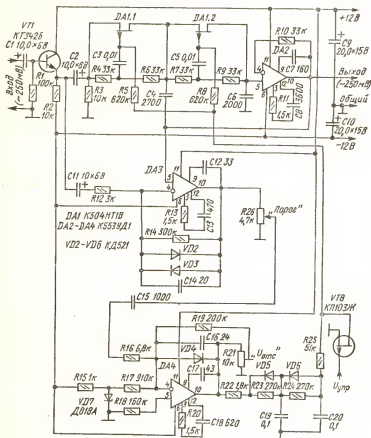 VT1
КТ342Б
С1 10,0×6В
DA1.1
DA1.2
+12В
R10 33к
DA2
C7 160
C3 0,01
C5 0,01
C2
10,0×6В
R4 33к
R6 33к
R7 33к
R9 33к
C9
20,0×15В
Вход
(~250мВ)
R1
100к
R2
10к
R3
10к
R5
620к
C4
2700
R8
620к
C6
2000
R11
1,5к
C8 3600
Выход
(~250мВ)
Общий
C10
20,0×15В
-12В
C11 10,0×6В
R12 3к
DA3
C12 33
DA1 К504НТ1В
DA2-DA4 К553УД1
VD2-VD6 КД521
R13
1,5к
C13 470
R14 300к
VD2
VD3
C14 20
R26
4,7к
„Порог"
C15 1000
R19 200к
VT8
КП103Ж
R16 6,8к
C16 24
VD4
C17 43
R21
10к
Uотс
VD5
VD5
R25
51к
Uупр
DA4
R15 1к
R17 910к
R18 160к
VD7
Д818А
R20
1,5к
C18 620
R22 1,8к
R23 270к
R24 270к
C19
0,1
C20
0,1